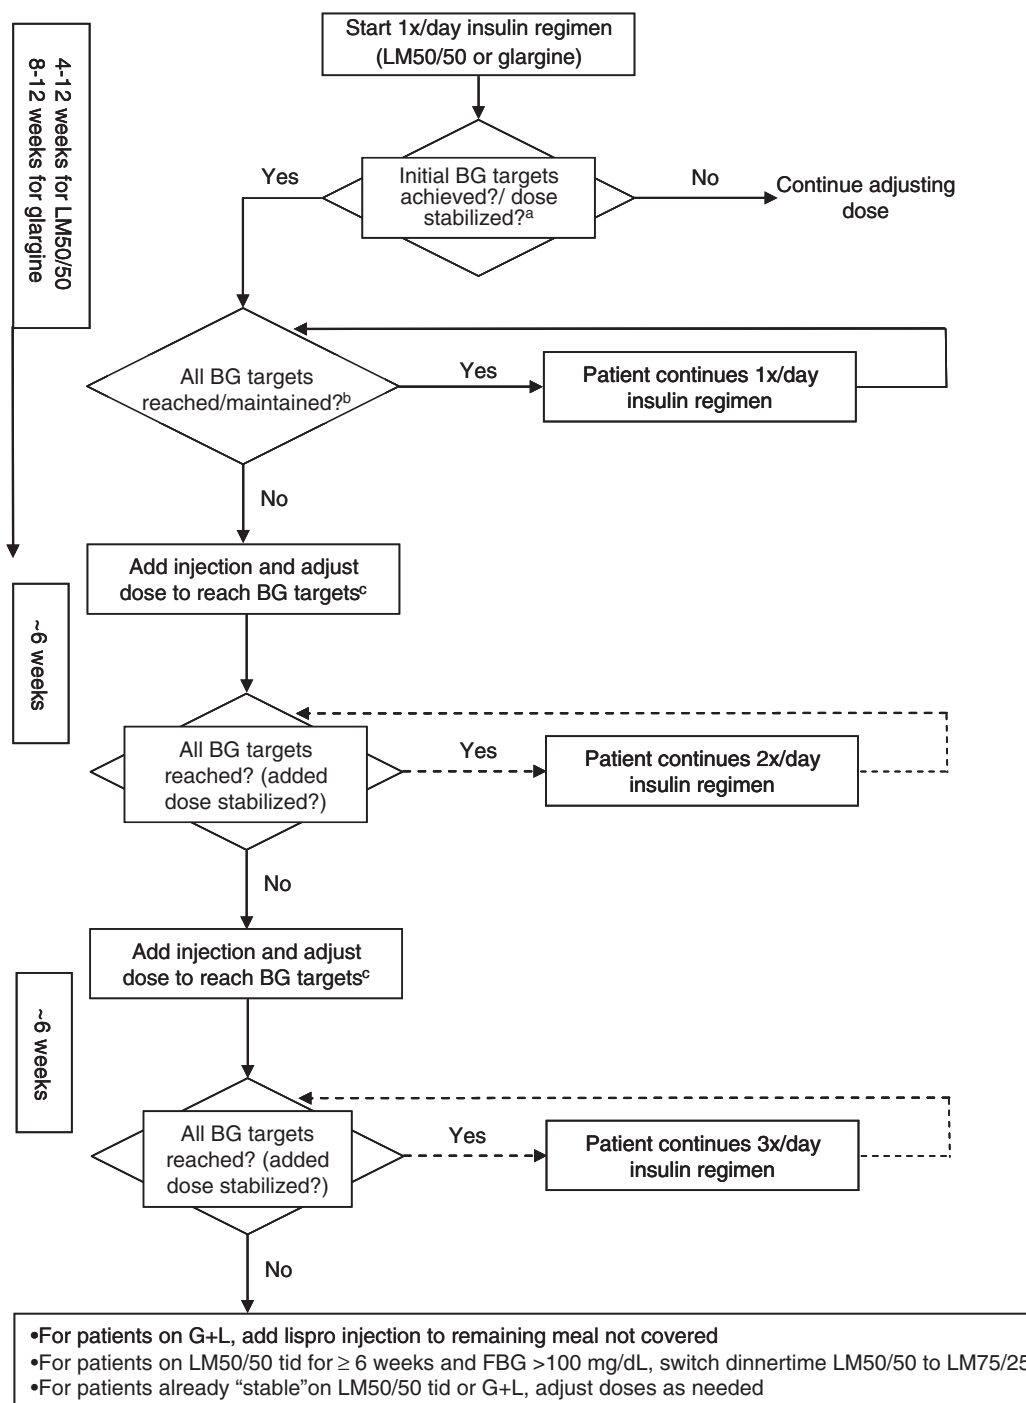 Start 1x/day insulin regimen
(LM50/50 or glargine)
4-12 weeks for LM50/50
8-12 weeks for glargine
Initial BG targets
achieved?/ dose
stabilized?a
Yes
No
Continue adjusting
dose
All BG targets
reached/maintained?b
Yes
Patient continues 1x/day
insulin regimen
No
Add injection and adjust
dose to reach BG targetsc
~6 weeks
All BG targets
reached? (added
dose stabilized?)
Yes
Patient continues 2x/day
insulin regimen
No
Add injection and adjust
dose to reach BG targetsc
~6 weeks
All BG targets
reached? (added
dose stabilized?)
Yes
Patient continues 3x/day
insulin regimen
No
•For patients on G+L, add lispro injection to remaining meal not covered
•For patients on LM50/50 tid for ≥ 6 weeks and FBG >100 mg/dL, switch dinnertime LM50/50 to LM75/25
•For patients already “stable”on LM50/50 tid or G+L, adjust doses as needed